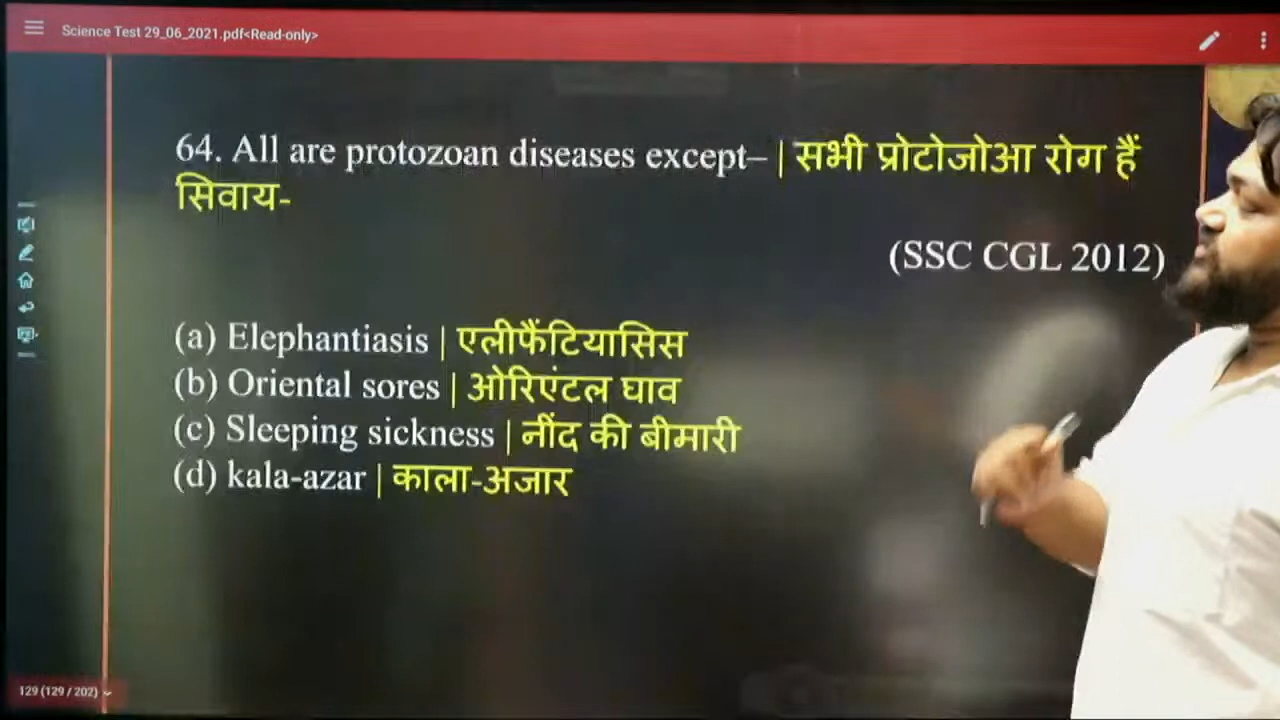 Science Test 29_06_2021.pdf<Read-only>
64. All are protozoan diseases except– | सभी प्रोटोजोआ रोग हैं
सिवाय-
(SSC CGL 2012)
(a) Elephantiasis | एलीफैंटियासिस
(b) Oriental sores | ओरिएंटल घाव
(c) Sleeping sickness | नींद की बीमारी
(d) kala-azar | काला-अजार
129 (129 / 202)